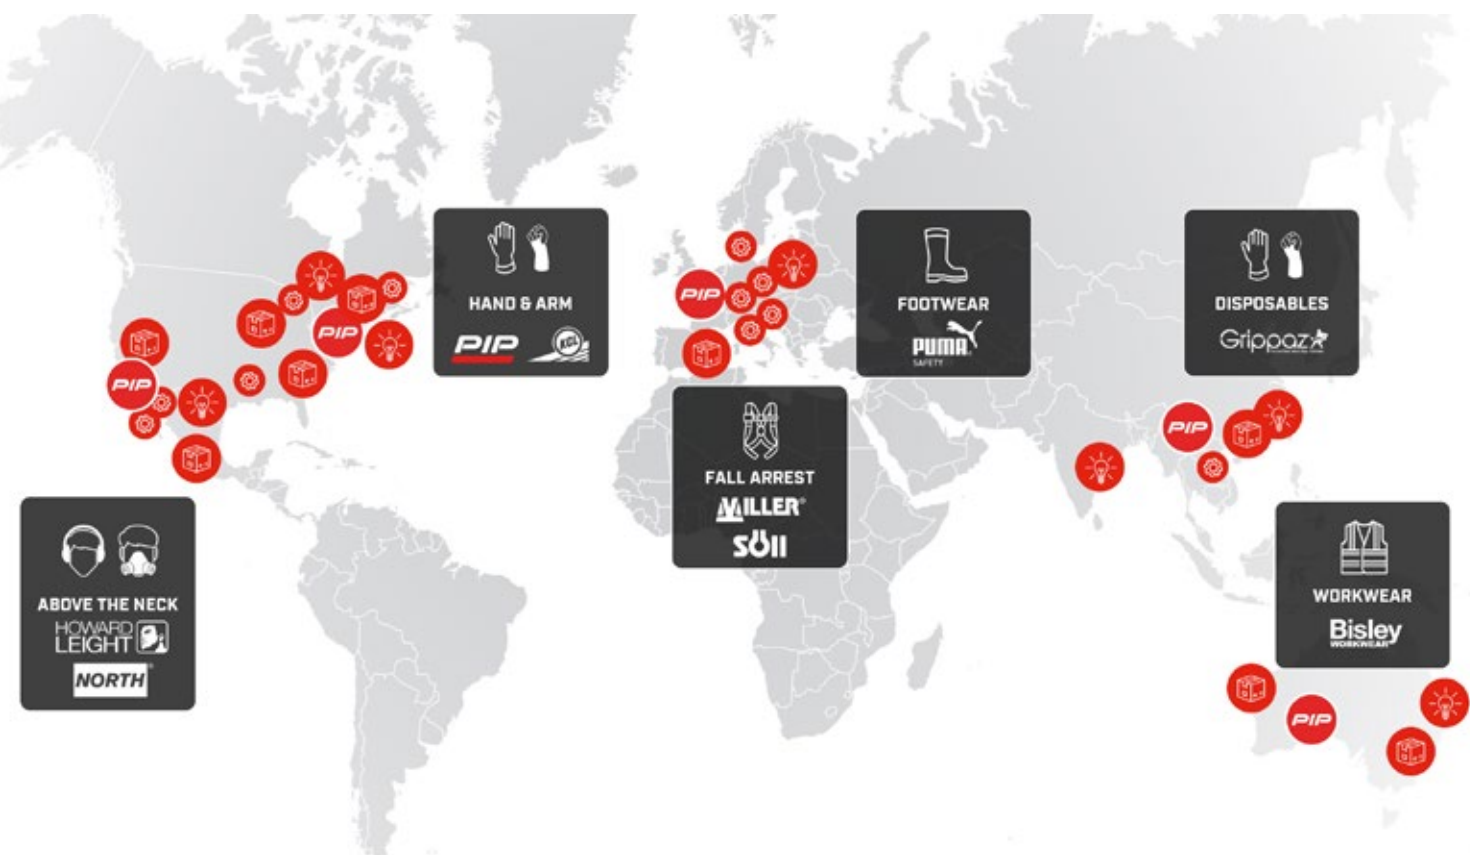 HAND & ARM
PIP
FOOTWEAR
PUMA
SAFETY
DISPOSABLES
Grippaz
PIP
PIP
PIP
PIP
FALL ARREST
MILLER®
SÖLL
ABOVE THE NECK
HOWARD
LEIGHT
NORTH®
WORKWEAR
Bisley
WORKWEAR
PIP